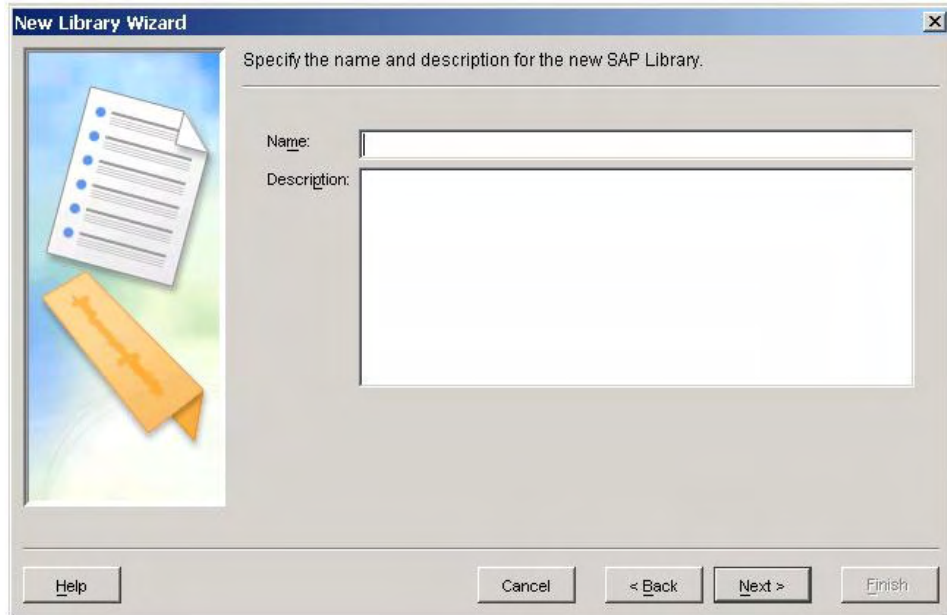 New Library Wizard
Specify the name and description for the new SAP Library.
Name:
Description:
Help
Cancel
< Back
Next >
Finish